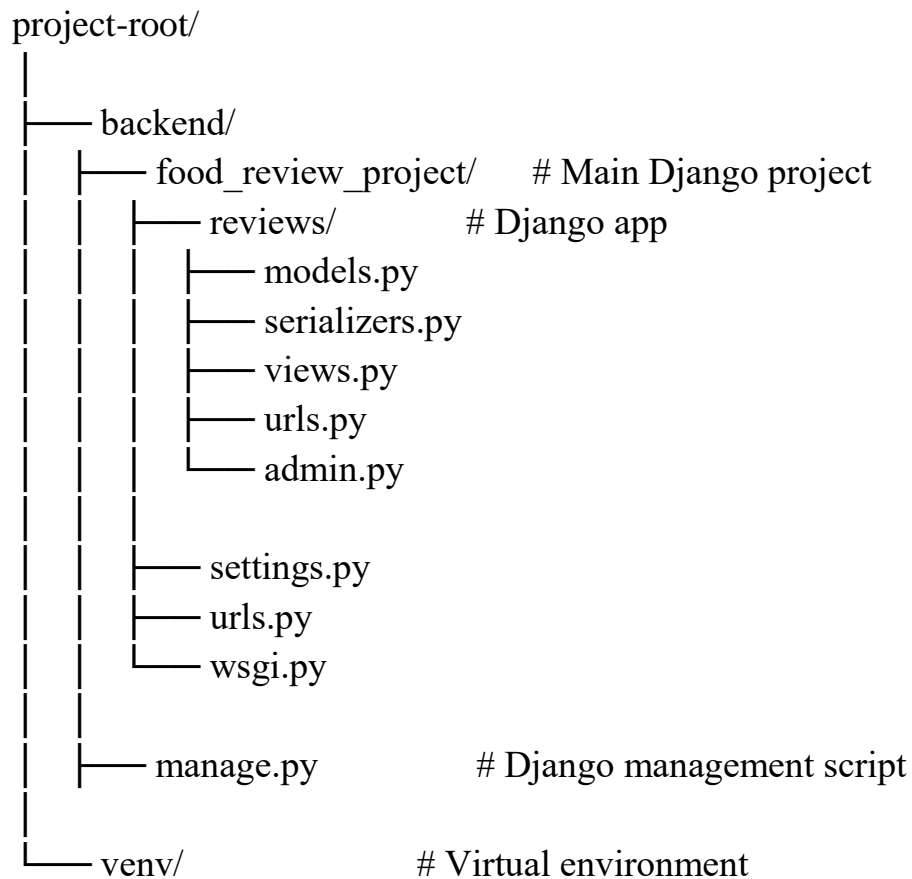 project-root/
backend/
food_review_project/ # Main Django project
reviews/ # Django app
models.py
serializers.py
views.py
urls.py
admin.py
settings.py
urls.py
wsgi.py
manage.py # Django management script
venv/ # Virtual environment